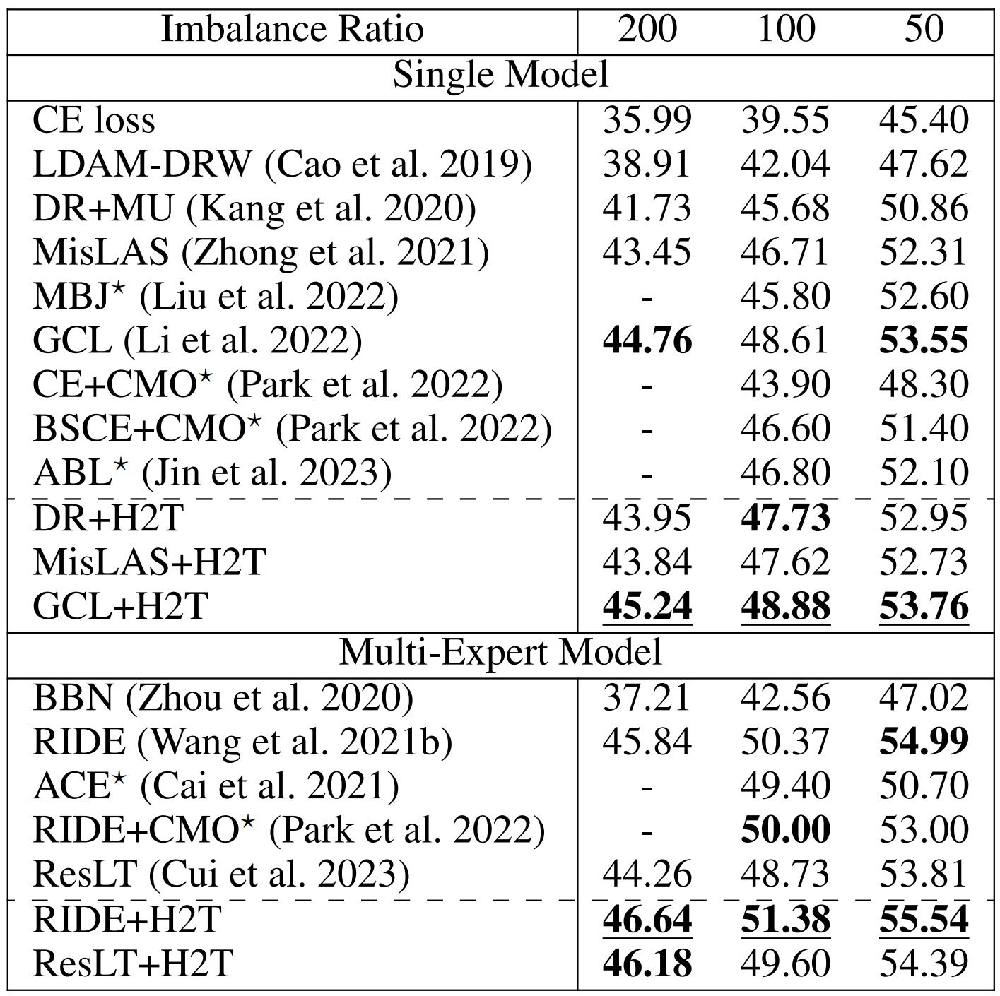 Imbalance Ratio 200 100 50
Single Model
CE loss 35.99 39.55 45.40
LDAM-DRW (Cao et al. 2019) 38.91 42.04 47.62
DR+MU (Kang et al. 2020) 41.73 45.68 50.86
MisLAS (Zhong et al. 2021) 43.45 46.71 52.31
MBJ⋆ (Liu et al. 2022) - 45.80 52.60
GCL (Li et al. 2022) 44.76 48.61 53.55
CE+CMO⋆ (Park et al. 2022) - 43.90 48.30
BSCE+CMO⋆ (Park et al. 2022) - 46.60 51.40
ABL⋆ (Jin et al. 2023) - 46.80 52.10
DR+H2T 43.95 47.73 52.95
MisLAS+H2T 43.84 47.62 52.73
GCL+H2T 45.24 48.88 53.76
Multi-Expert Model
BBN (Zhou et al. 2020) 37.21 42.56 47.02
RIDE (Wang et al. 2021b) 45.84 50.37 54.99
ACE⋆ (Cai et al. 2021) - 49.40 50.70
RIDE+CMO⋆ (Park et al. 2022) - 50.00 53.00
ResLT (Cui et al. 2023) 44.26 48.73 53.81
RIDE+H2T 46.64 51.38 55.54
ResLT+H2T 46.18 49.60 54.39